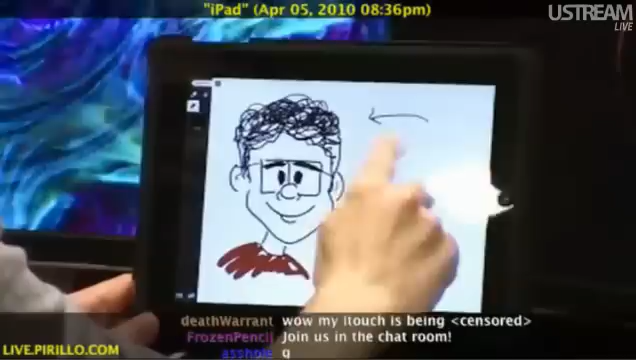 "iPad" (Apr 05, 2010 08:36pm)
USTREAM
LIVE
deathWarrant wow my itouch is being <censored>
FrozenPencil Join us in the chat room!
asshole g
LIVE.PIRILLO.COM